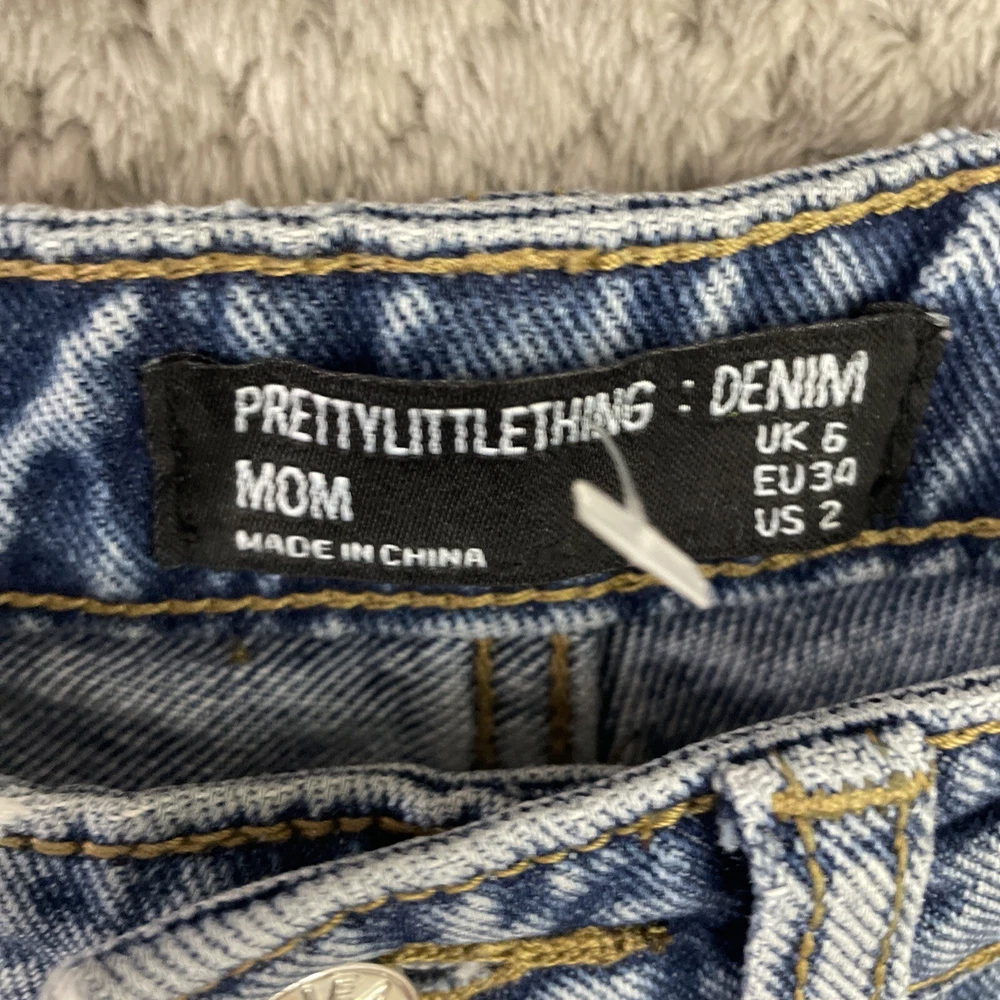 PRETTYLITTLETHING : DENIM
MOM
MADE IN CHINA
UK 6
EU 34
US 2